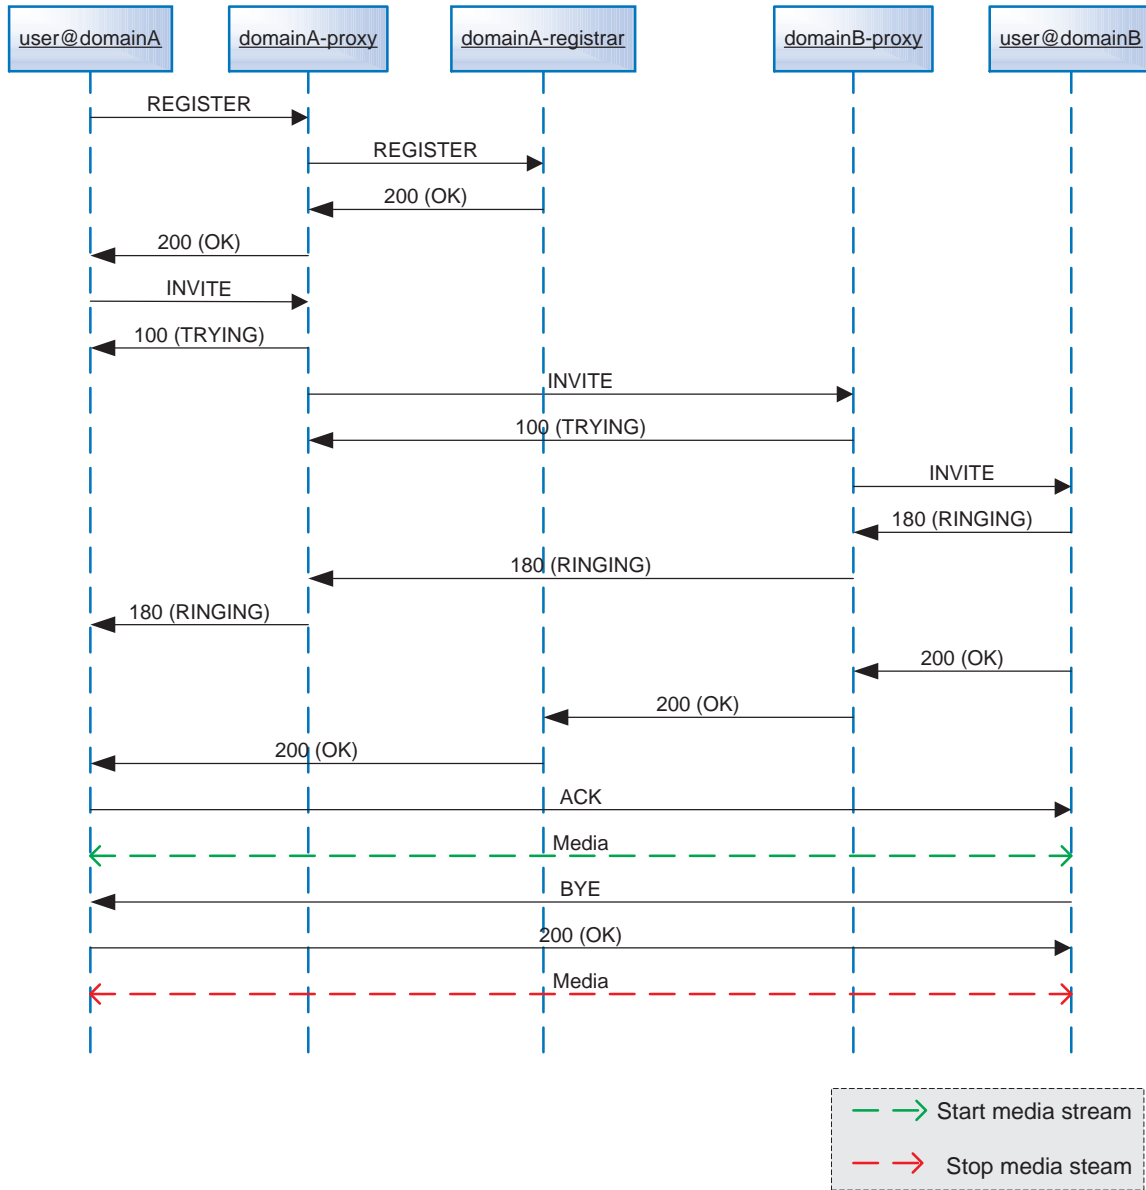 user@domainA
domainA-proxy
domainA-registrar
domainB-proxy
user@domainB
REGISTER
REGISTER
200 (OK)
200 (OK)
INVITE
100 (TRYING)
INVITE
100 (TRYING)
INVITE
180 (RINGING)
180 (RINGING)
180 (RINGING)
200 (OK)
200 (OK)
200 (OK)
ACK
Media
BYE
200 (OK)
Media
Start media stream
Stop media steam